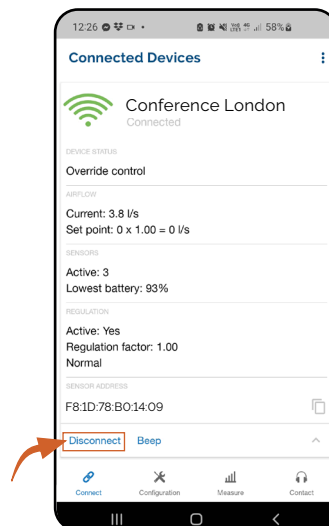 12:26
58%
Connected Devices
Conference London
Connected
DEVICE STATUS
Override control
AIRFLOW
Current: 3.8 l/s
Set point: 0 x 1.00 = 0 l/s
SENSORS
Active: 3
Lowest battery: 93%
REGULATION
Active: Yes
Regulation factor: 1.00
Normal
SENSOR ADDRESS
F8:1D:78:B0:14:09
Disconnect Beep
Connect Configuration Measure Contact